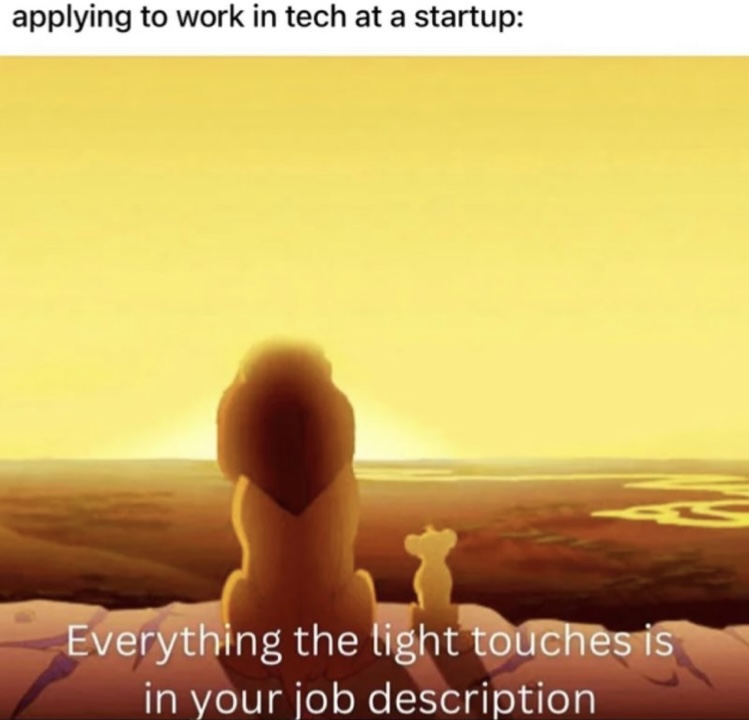 applying to work in tech at a startup:
Everything the light touches is
in your job description